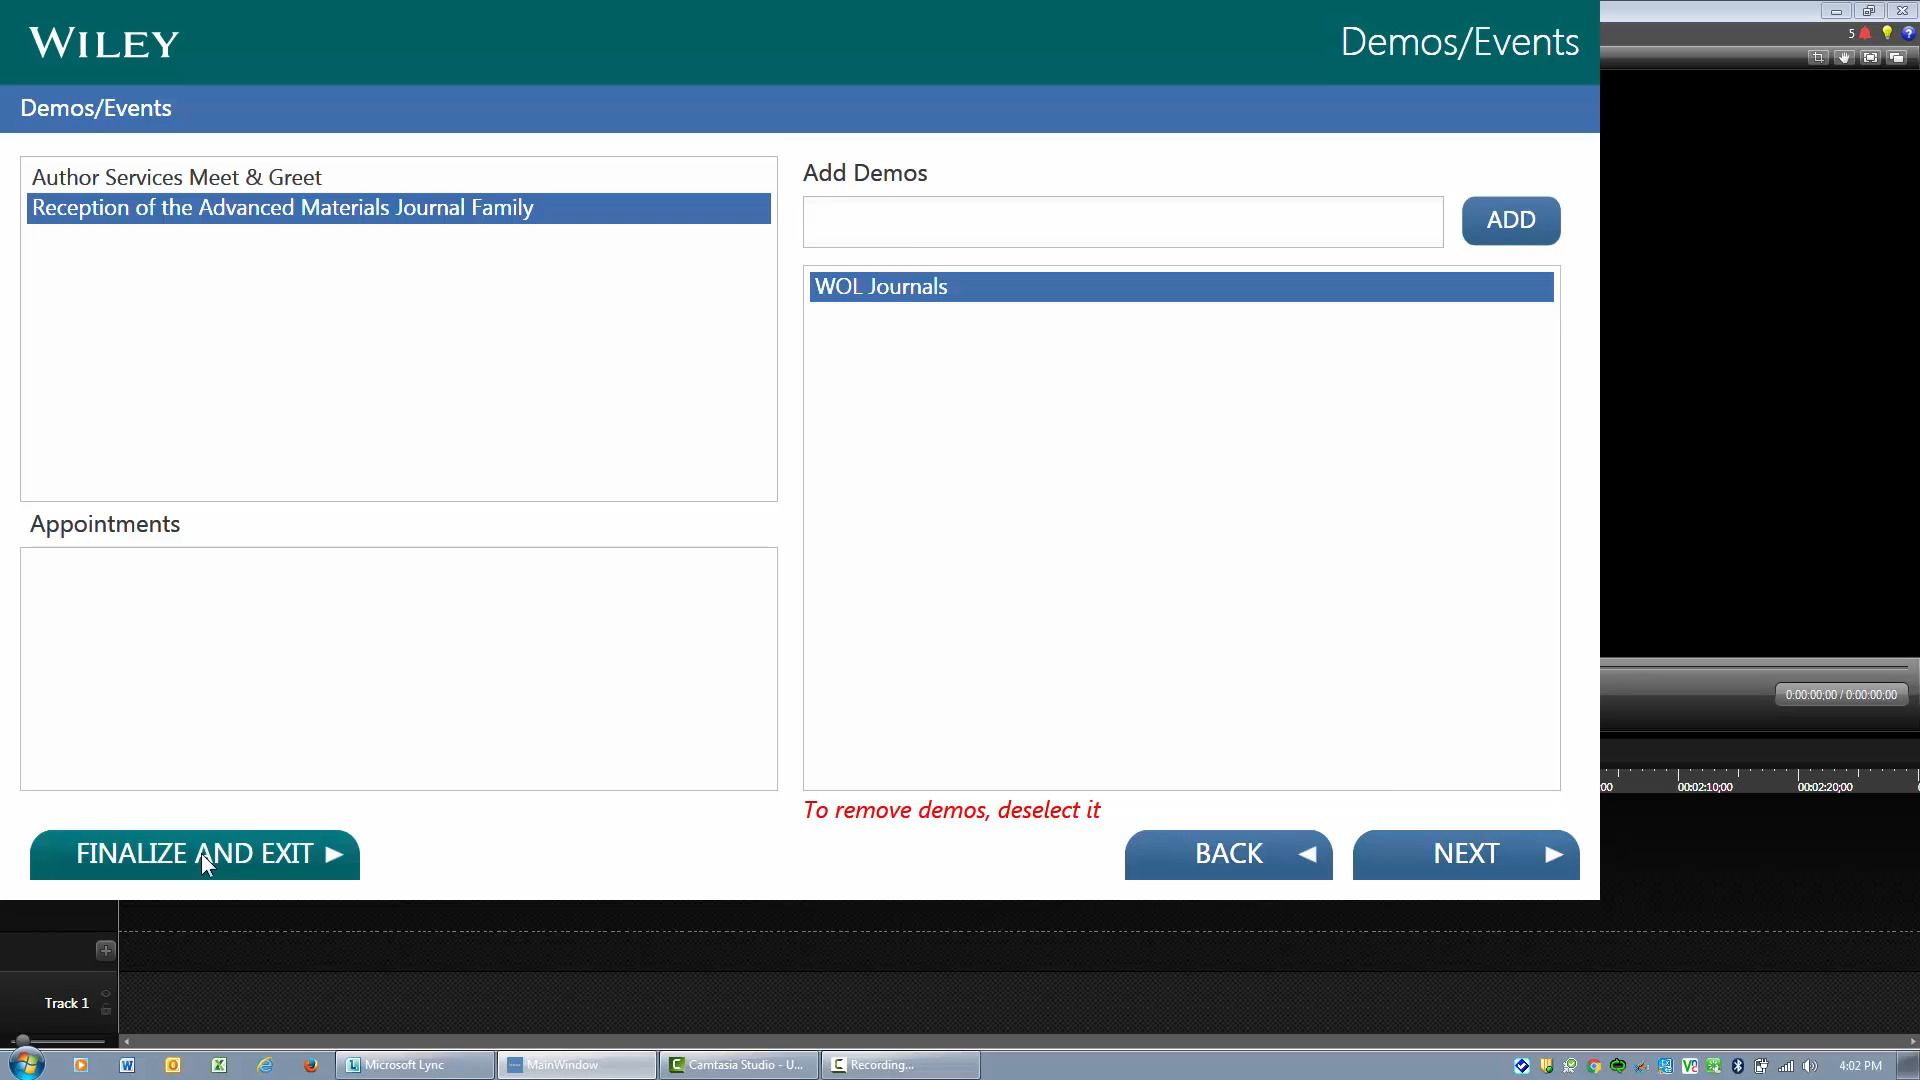 WILEY
Demos/Events
5
Demos/Events
Author Services Meet & Greet
Reception of the Advanced Materials Journal Family
Add Demos
ADD
WOL Journals
Appointments
To remove demos, deselect it
FINALIZE AND EXIT
BACK
NEXT
0:00:00;00 / 0:00:00;00
00
00:02:10;00
00:02:20;00
Track 1
Microsoft Lync
MainWindow
Camtasia Studio - U...
Recording...
4:02 PM